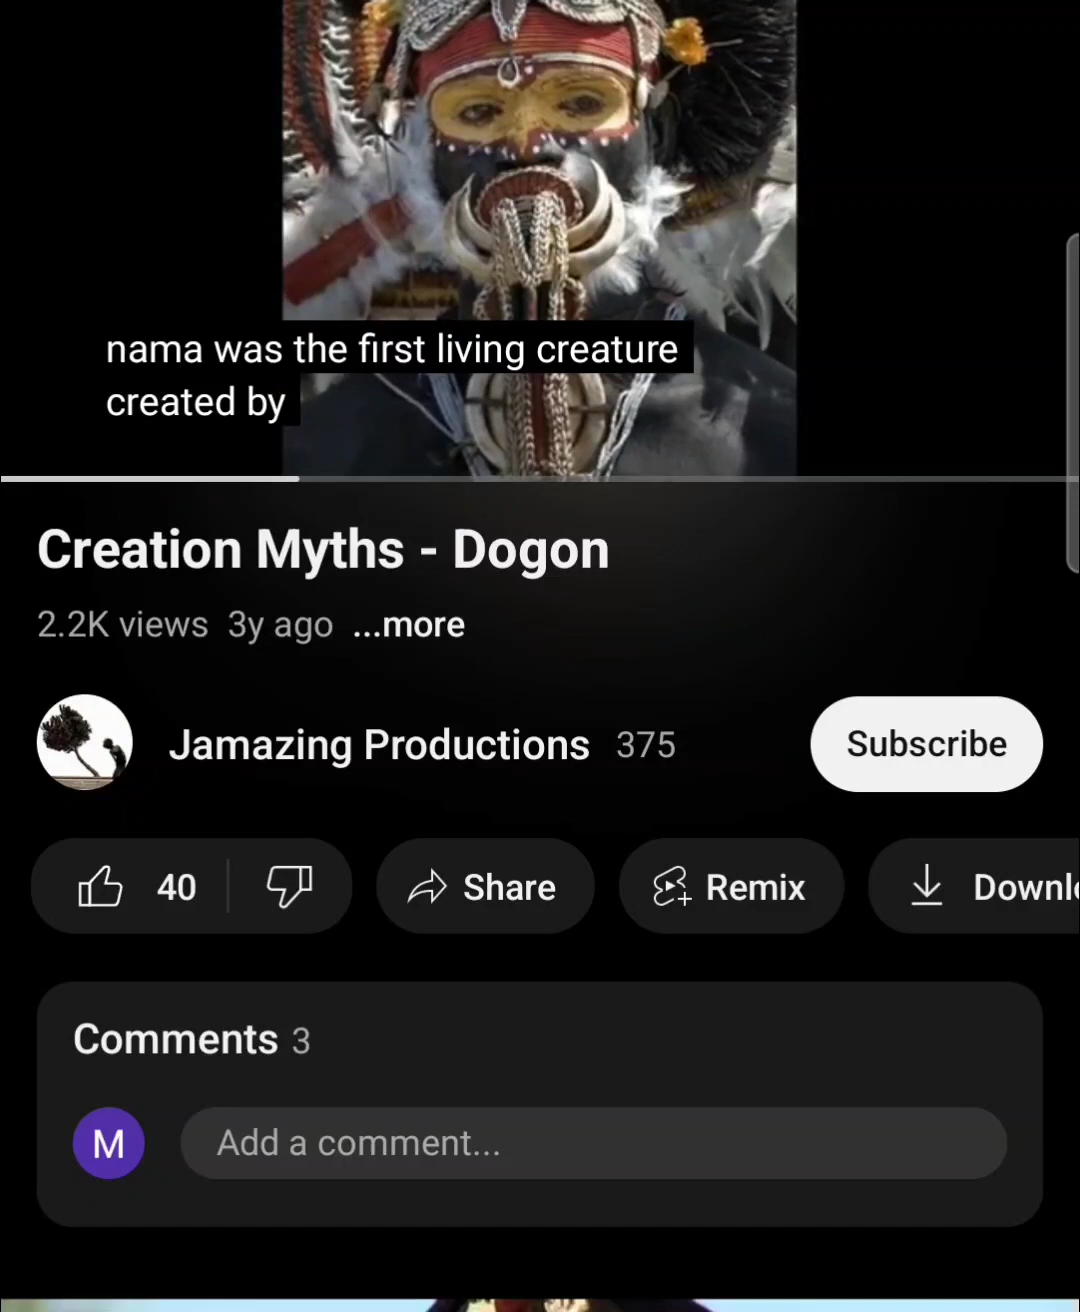 nama was the first living creature
created by
Creation Myths - Dogon
2.2K views 3y ago ...more
Jamazing Productions 375
Subscribe
40
Share
Remix
Downl
Comments 3
M
Add a comment...